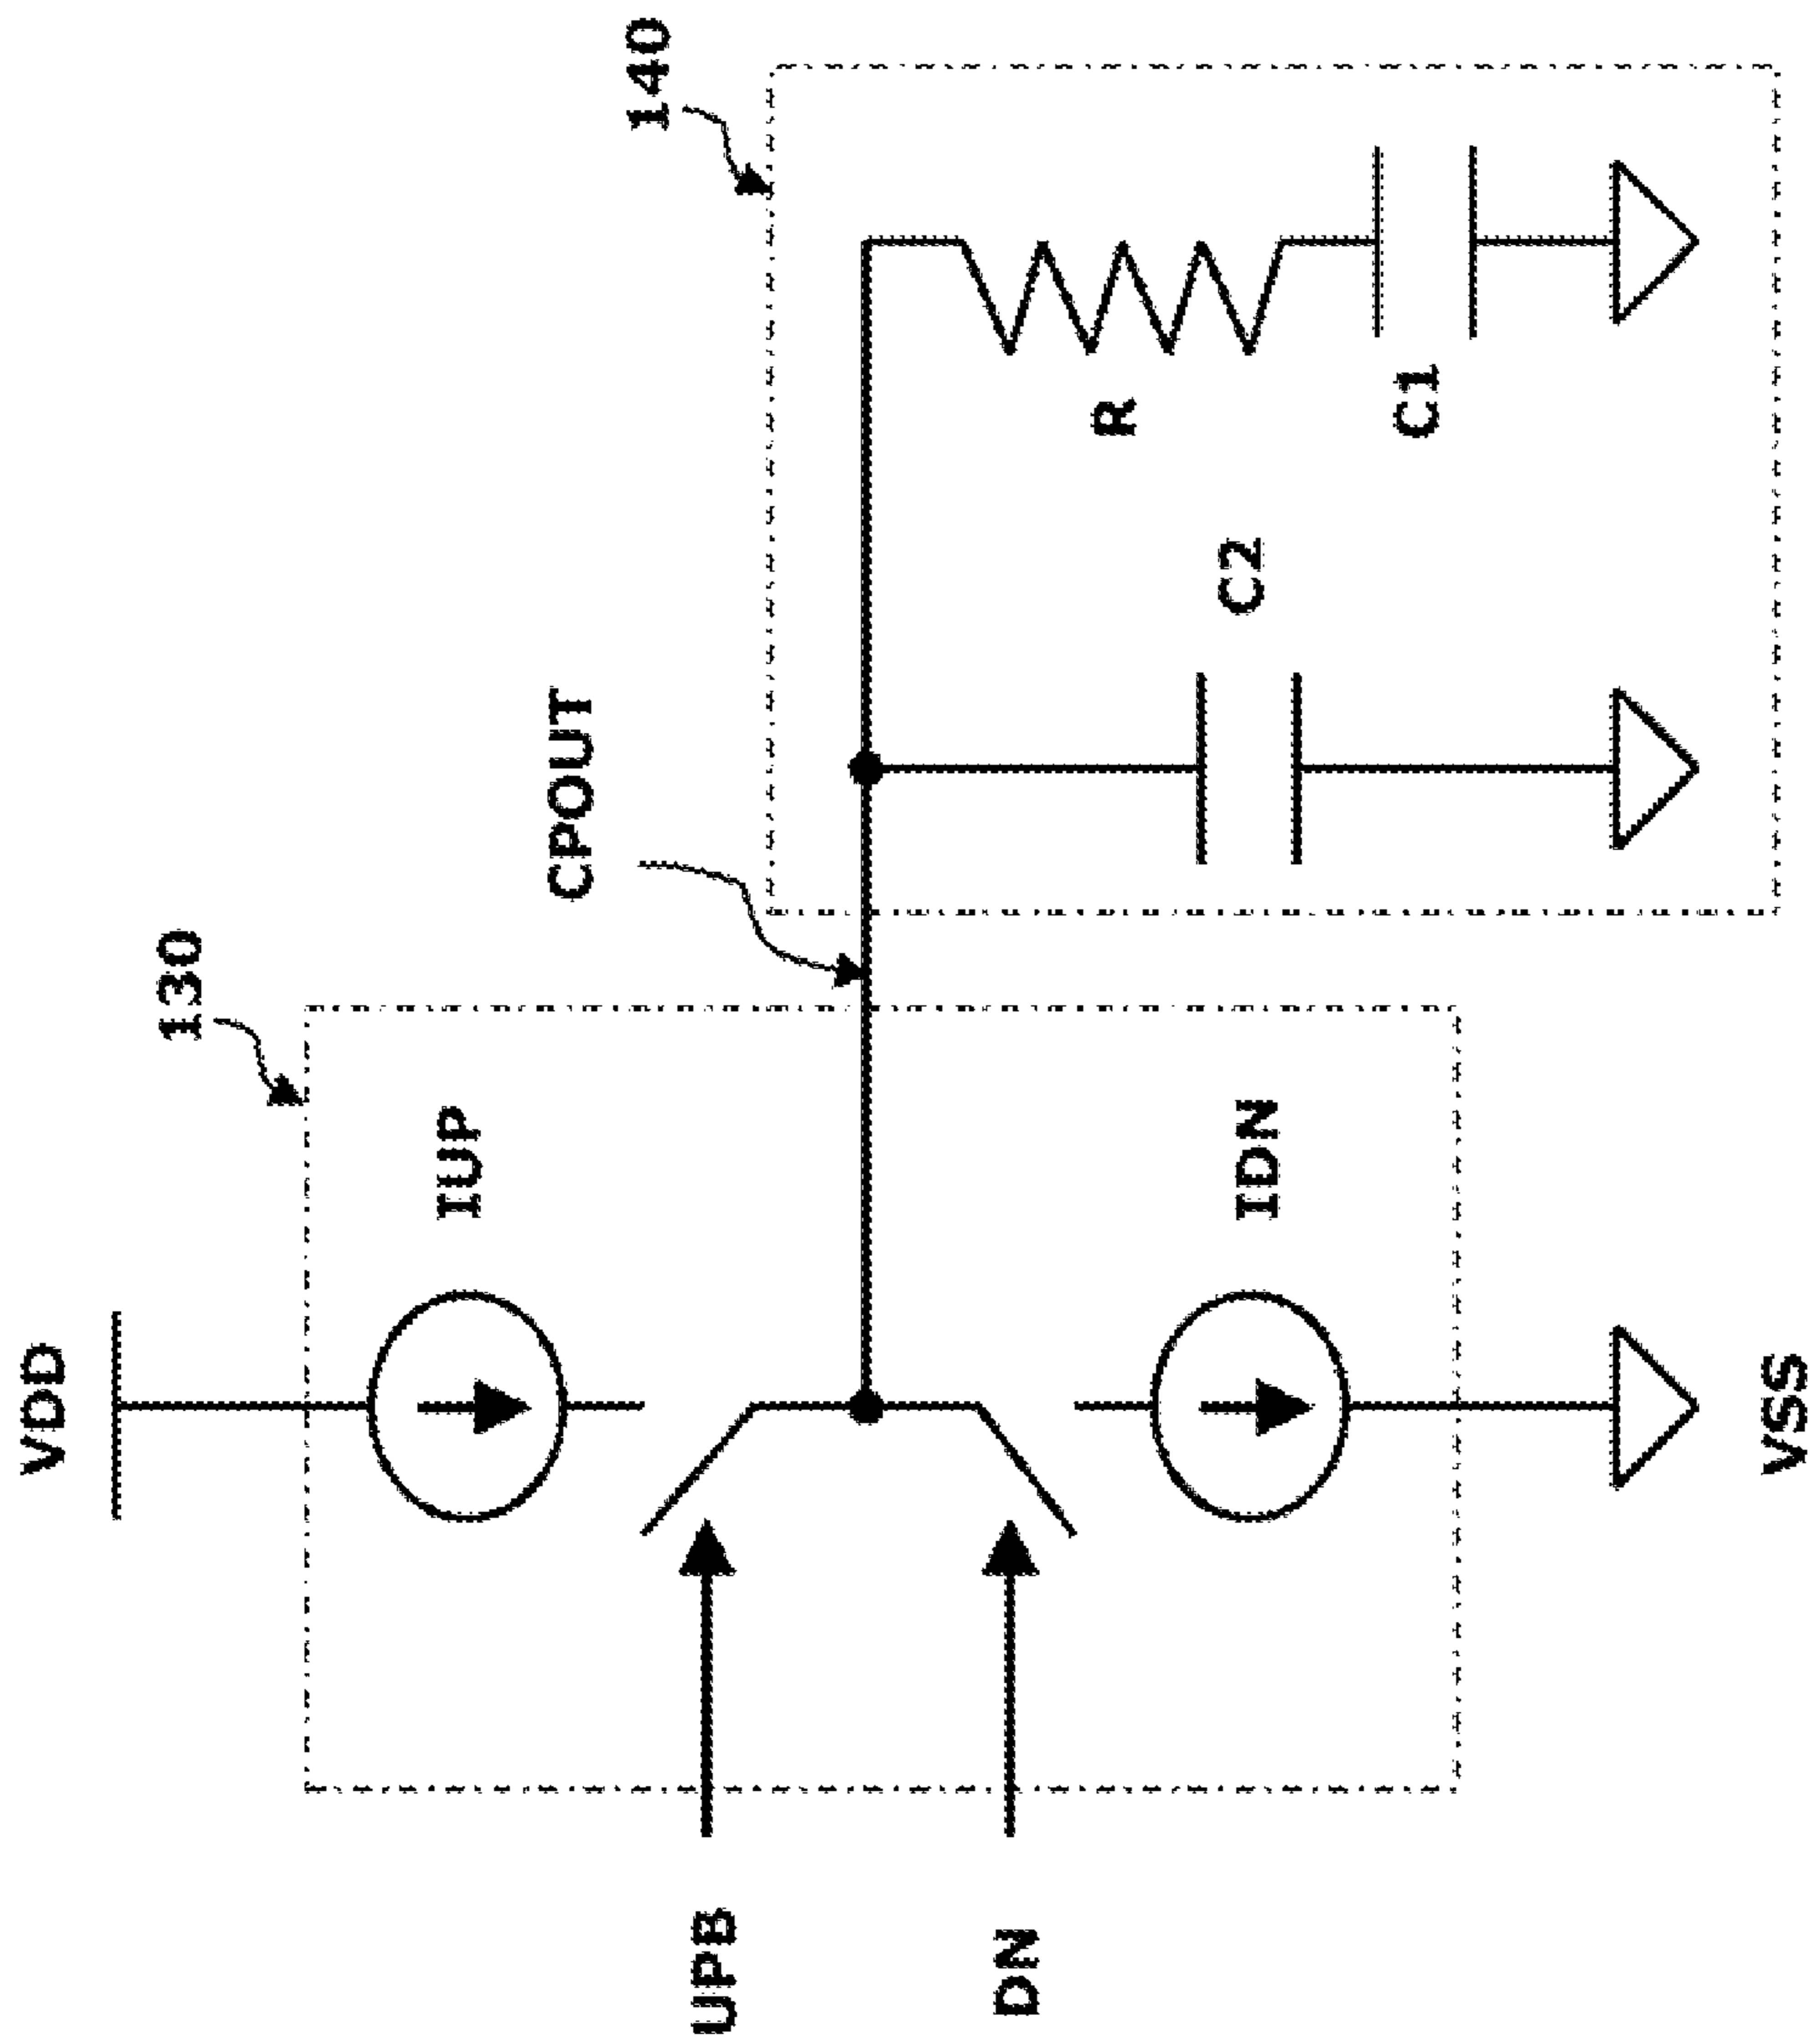 VDD
130
IUP
CPOUT
140
UPB
DN
R
C2
IDN
C1
VSS